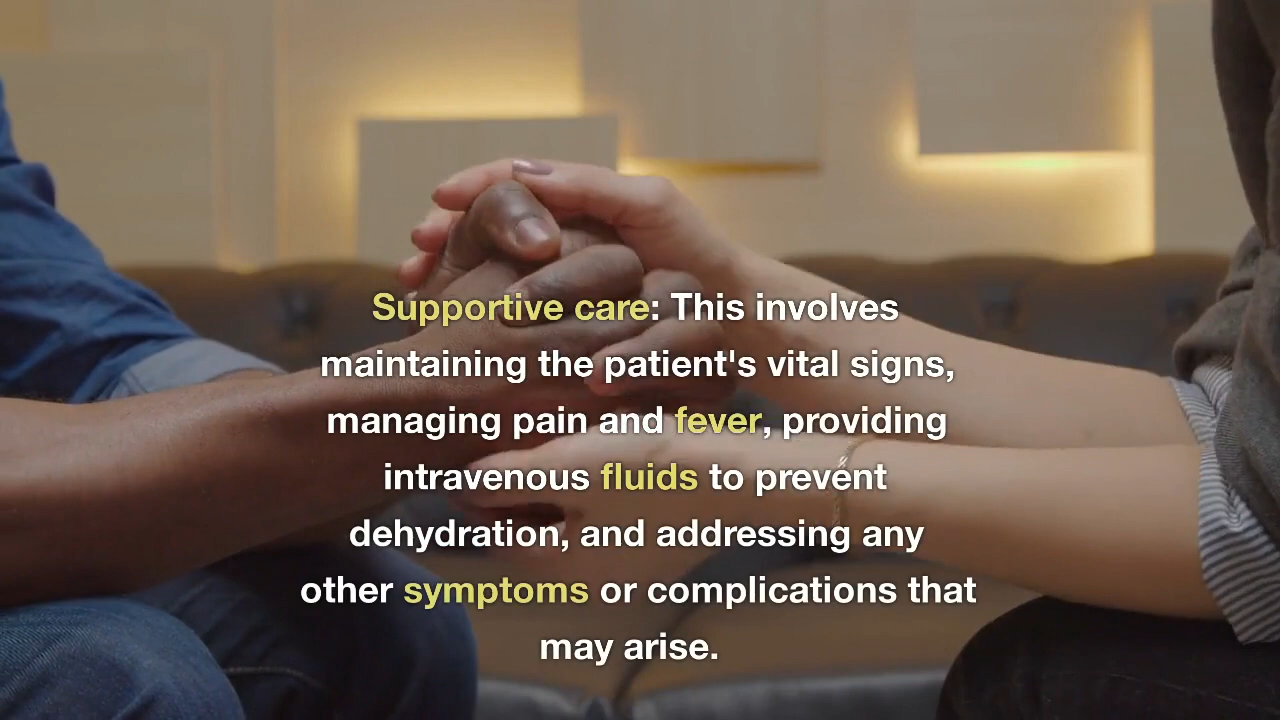 Supportive care: This involves
maintaining the patient's vital signs,
managing pain and fever, providing
intravenous fluids to prevent
dehydration, and addressing any
other symptoms or complications that
may arise.